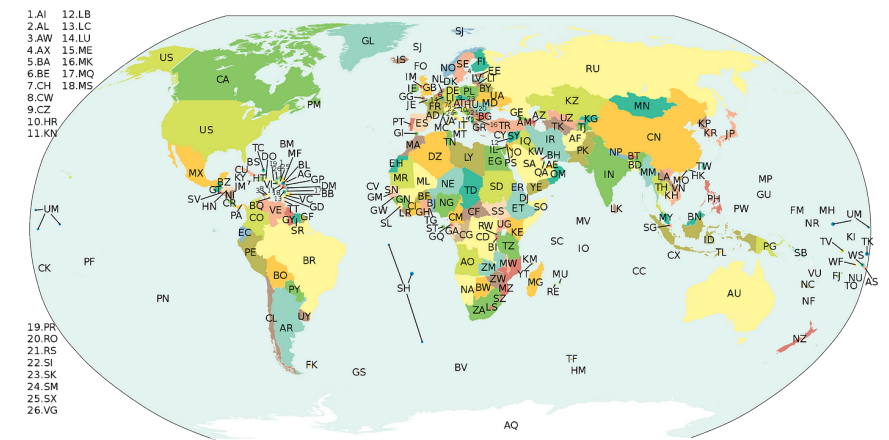 1.AI 12.LB
2.AL 13.LC
3.AW 14.LU
4.AX 15.ME
5.BA 16.MK
6.BE 17.MQ
7.CH 18.MS
8.CW
9.CZ
10.HR
11.KN
GL
SJ
SJ
IS
FO
US
CA
RU
NO
SE
FI
EE
LV
LT
IM
IE
GB
NL
DK
GG
JE
DE
PL
BY
UA
FR
MD
AD
VA
IT
HU
BG
PM
US
PT
ES
GI
MC
MT
GR
TR
CY
SY
GE
AM
AZ
KZ
UZ
TK
KG
TJ
MN
CN
KP
KR
JP
MX
BS
TC
DO
BM
MF
BL
AG
GP
DM
BB
VC
GD
CU
KY
JM
HT
VI
BZ
GT
SV
HN
NI
CR
PA
BQ
CO
VE
TT
GY
GF
SR
EC
PE
BR
BO
PY
CL
AR
UY
FK
GS
MA
DZ
TN
LY
EG
EH
MR
ML
NE
TD
SD
ER
DJ
ET
SO
CV
GM
GW
SL
SN
GN
LR
CI
BF
GH
TG
BJ
NG
CM
CF
SS
ST
GQ
GA
CG
CD
RW
UG
KE
BI
TZ
AO
ZM
MW
ZW
MZ
NA
BW
SZ
LS
ZA
KM
YT
MG
MU
RE
SC
IO
MV
IL
JO
PS
IQ
IR
KW
BH
SA
QA
AE
OM
YE
AF
PK
IN
NP
BT
BD
LK
MM
LA
TH
VN
KH
MO
HK
TW
PH
MY
SG
BN
ID
TL
PG
CX
CC
AU
NZ
MP
GU
PW
FM
MH
NR
UM
KI
TV
TK
SB
WF
WS
AS
VU
FJ
NU
TO
NC
NF
UM
CK
PF
PN
SH
BV
TF
HM
AQ
19.PR
20.RO
21.RS
22.SI
23.SK
24.SM
25.SX
26.VG